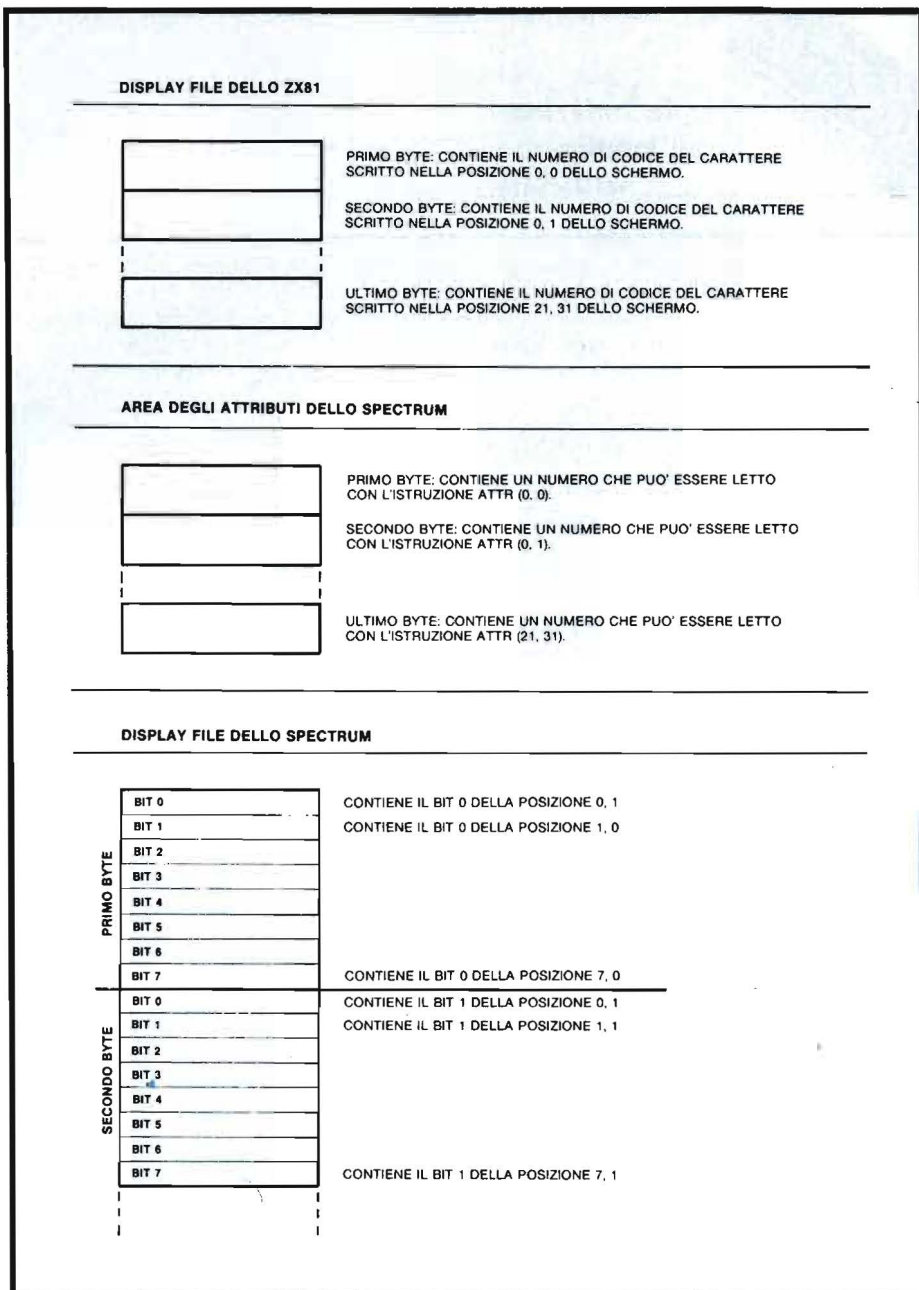 DISPLAY FILE DELLO ZX81
PRIMO BYTE: CONTIENE IL NUMERO DI CODICE DEL CARATTERE
SCRITTO NELLA POSIZIONE 0, 0 DELLO SCHERMO.
SECONDO BYTE: CONTIENE IL NUMERO DI CODICE DEL CARATTERE
SCRITTO NELLA POSIZIONE 0, 1 DELLO SCHERMO.
ULTIMO BYTE: CONTIENE IL NUMERO DI CODICE DEL CARATTERE
SCRITTO NELLA POSIZIONE 21, 31 DELLO SCHERMO.
AREA DEGLI ATTRIBUTI DELLO SPECTRUM
PRIMO BYTE: CONTIENE UN NUMERO CHE PUO' ESSERE LETTO
CON L'ISTRUZIONE ATTR (0, 0).
SECONDO BYTE: CONTIENE UN NUMERO CHE PUO' ESSERE LETTO
CON L'ISTRUZIONE ATTR (0, 1).
ULTIMO BYTE: CONTIENE UN NUMERO CHE PUO' ESSERE LETTO
CON L'ISTRUZIONE ATTR (21, 31).
DISPLAY FILE DELLO SPECTRUM
PRIMO BYTE
BIT 0 CONTIENE IL BIT 0 DELLA POSIZIONE 0, 1
BIT 1 CONTIENE IL BIT 0 DELLA POSIZIONE 1, 0
BIT 2
BIT 3
BIT 4
BIT 5
BIT 6
BIT 7 CONTIENE IL BIT 0 DELLA POSIZIONE 7, 0
SECONDO BYTE
BIT 0 CONTIENE IL BIT 1 DELLA POSIZIONE 0, 1
BIT 1 CONTIENE IL BIT 1 DELLA POSIZIONE 1, 1
BIT 2
BIT 3
BIT 4
BIT 5
BIT 6
BIT 7 CONTIENE IL BIT 1 DELLA POSIZIONE 7, 1